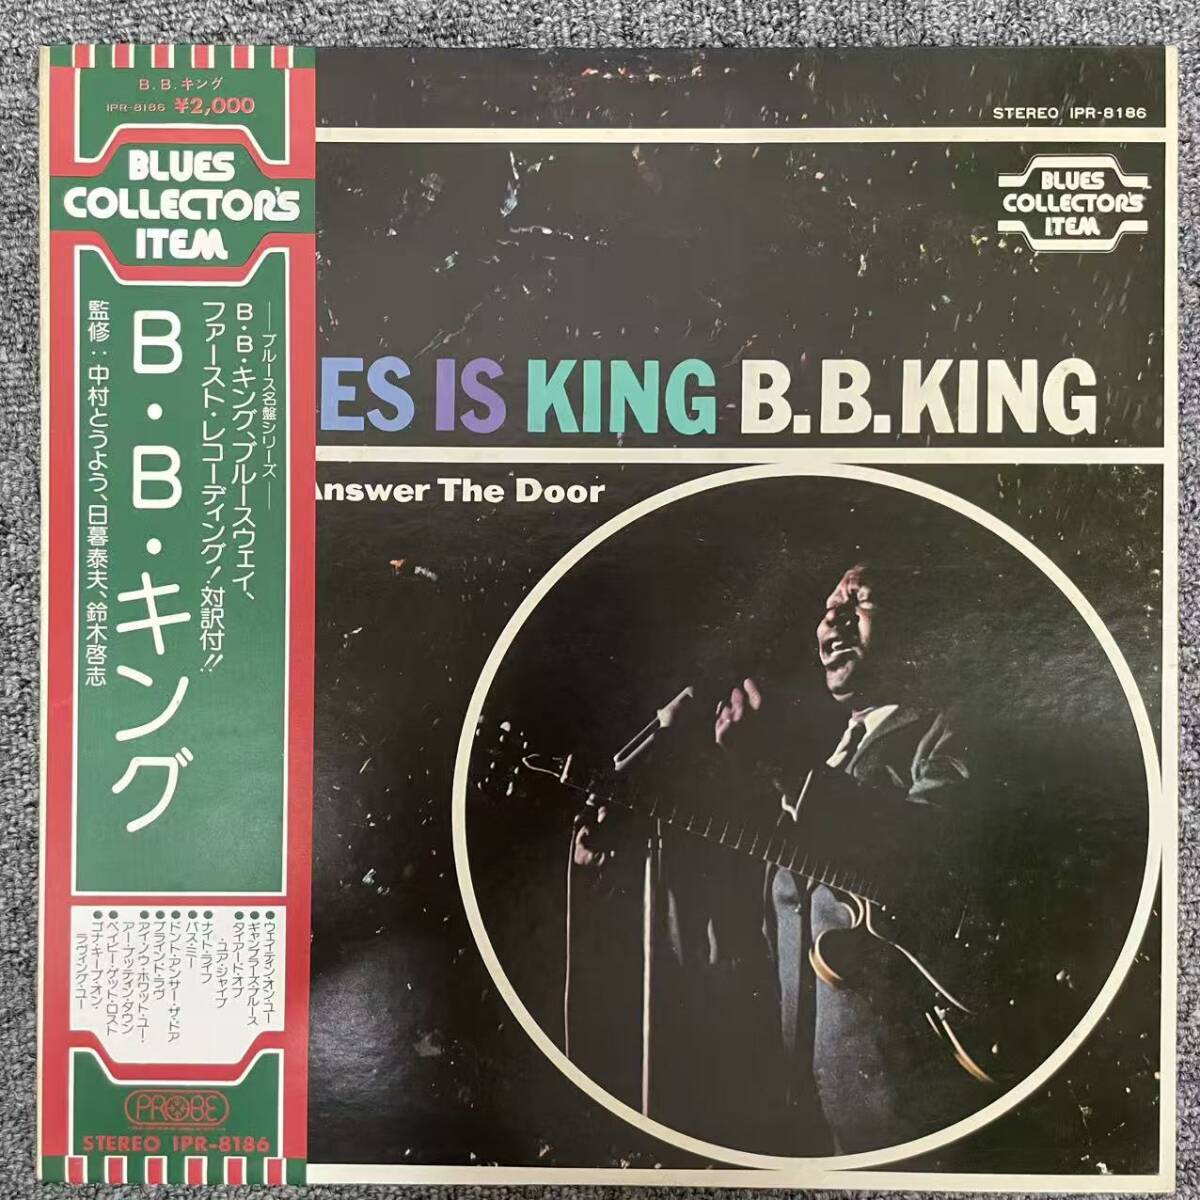 B.B.キング
IPR-8186 ¥2,000
BLUES
COLLECTOR'S
ITEM
―ブルース名盤シリーズ―
B・B・キング、ブルースウェイ、
ファースト・レコーディング!対訳付!!
B・B・キング
監修:中村とうよう、日暮泰夫、鈴木啓志
●ウェイティン・オン・ユー
●ギャンブラーズ・ブルース
●タイアード・オブ
・ユア・ジャイヴ
●ナイト・ライフ
●バズ・ミー
●ドント・アンサー・ザ・ドア
●ブラインド・ラヴ
●アイ・ノウ・ホワット・ユー・
アー・プッティン・ダウン
●ベイビー・ゲット・ロスト
●ゴナ・キープ・オン・
ラヴィング・ユー
PROBE
STEREO IPR-8186
STEREO IPR-8186
BLUES
COLLECTOR'S
ITEM
ES IS KING B.B.KING
Answer The Door